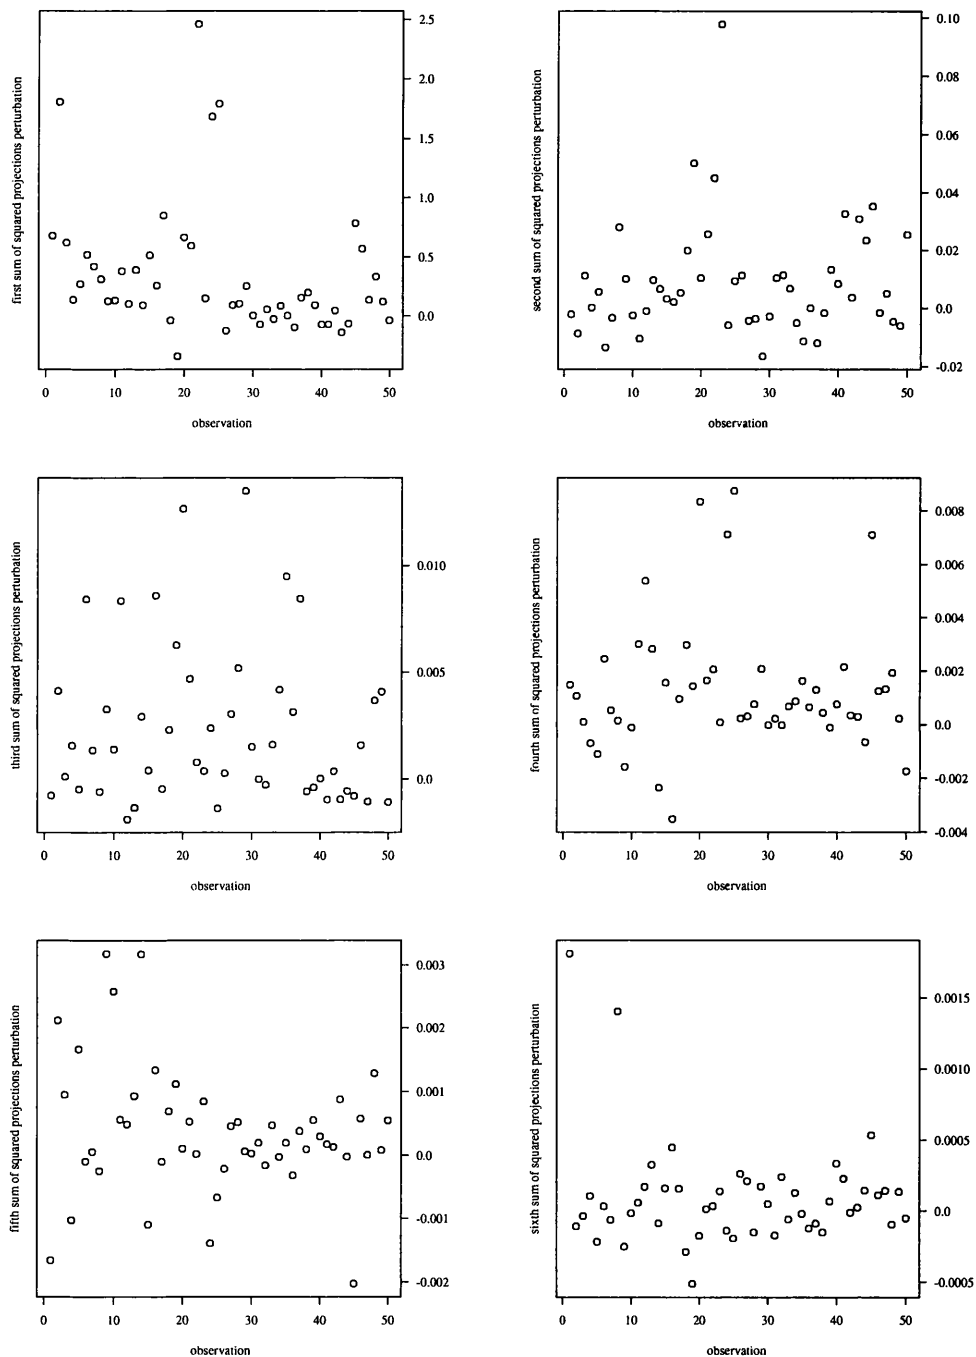 first sum of squared projections perturbation
2.5
2.0
1.5
1.0
0.5
0.0
0 10 20 30 40 50
observation
second sum of squared projections perturbation
0.10
0.08
0.06
0.04
0.02
0.0
-0.02
0 10 20 30 40 50
observation
third sum of squared projections perturbation
0.010
0.005
0.0
0 10 20 30 40 50
observation
fourth sum of squared projections perturbation
0.008
0.006
0.004
0.002
0.0
-0.002
-0.004
0 10 20 30 40 50
observation
fifth sum of squared projections perturbation
0.003
0.002
0.001
0.0
-0.001
-0.002
0 10 20 30 40 50
observation
sixth sum of squared projections perturbation
0.0015
0.0010
0.0005
0.0
-0.0005
0 10 20 30 40 50
observation